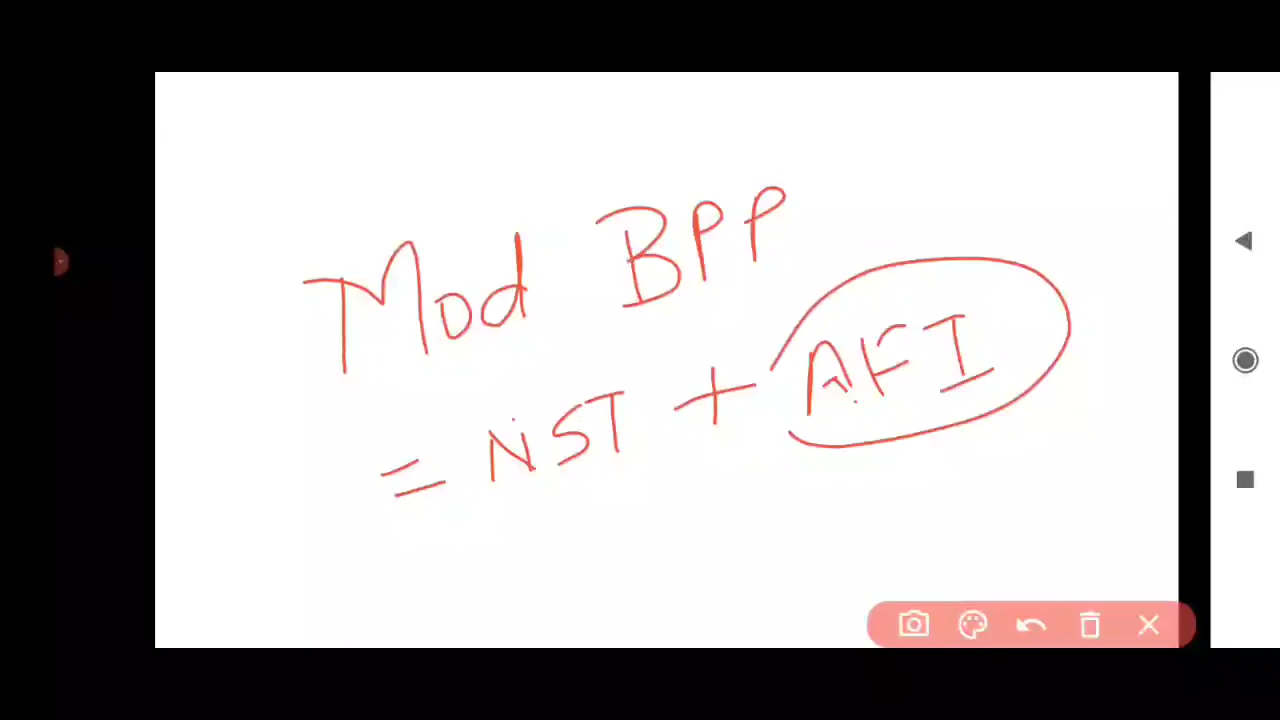 Mod BPP
= NST + AFI